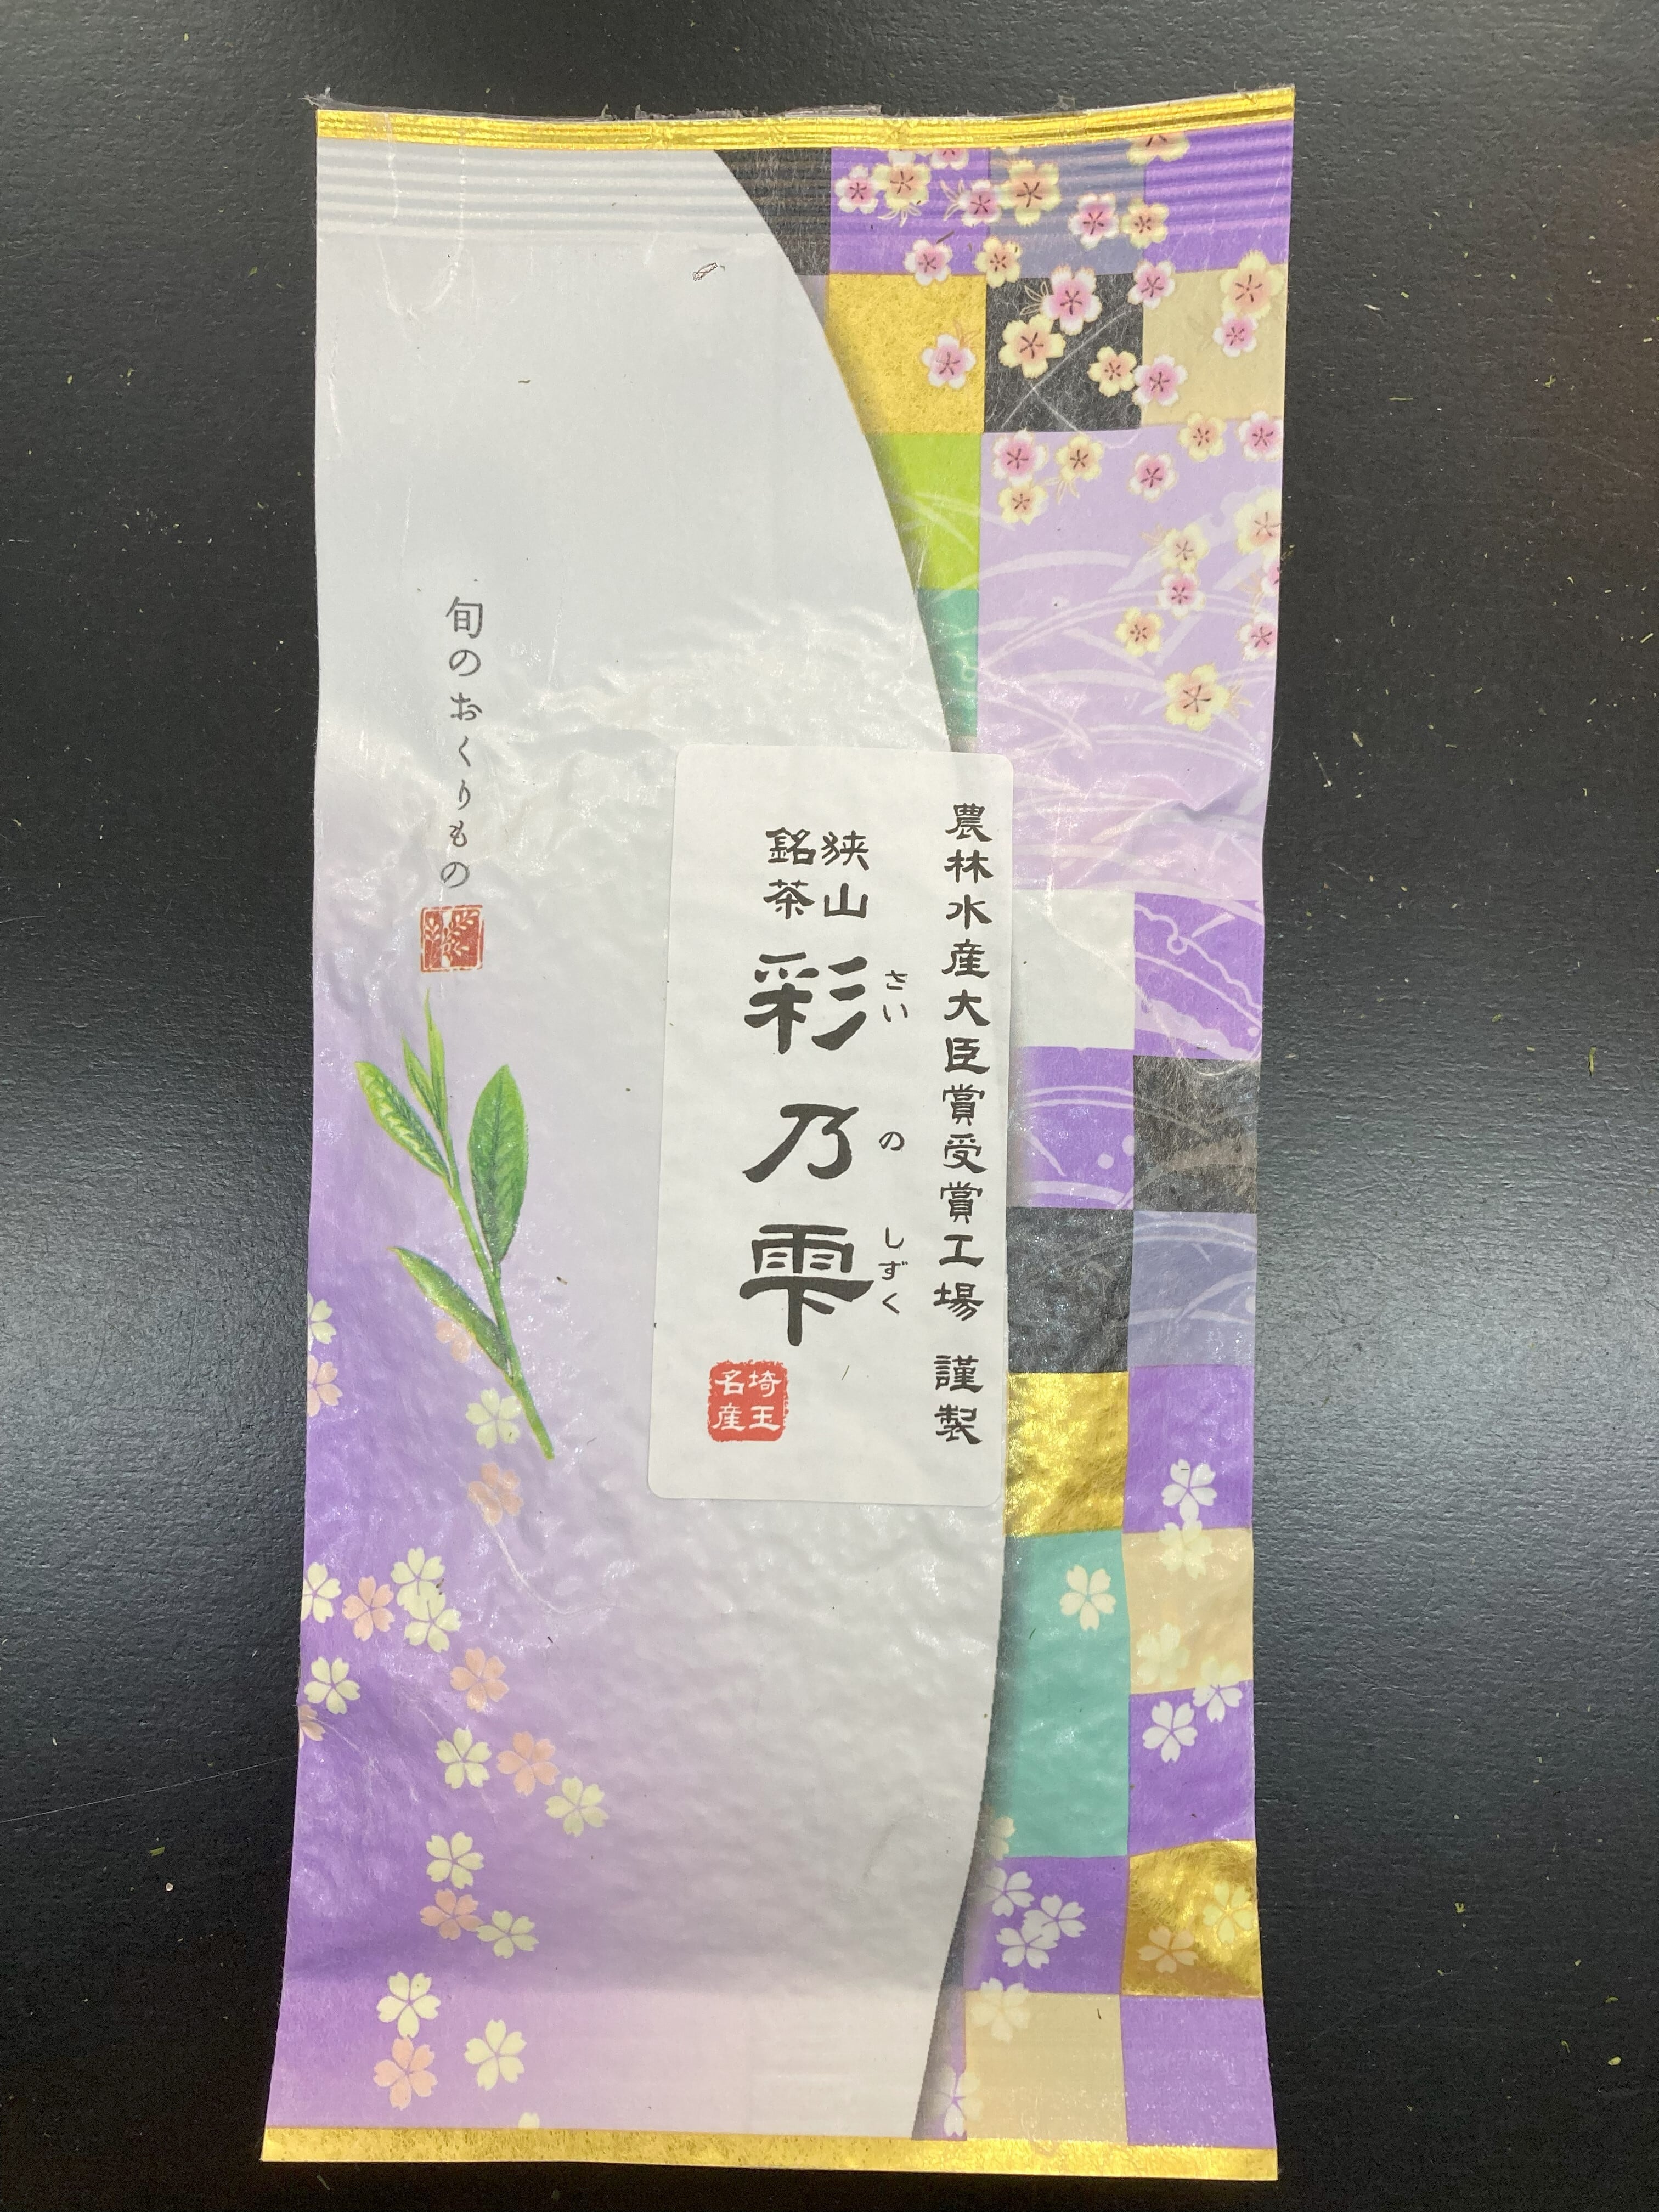 農林水産大臣賞受賞工場 謹製
狭山
銘茶
彩乃雫
さい の しずく
埼玉
名産
旬のおくりもの